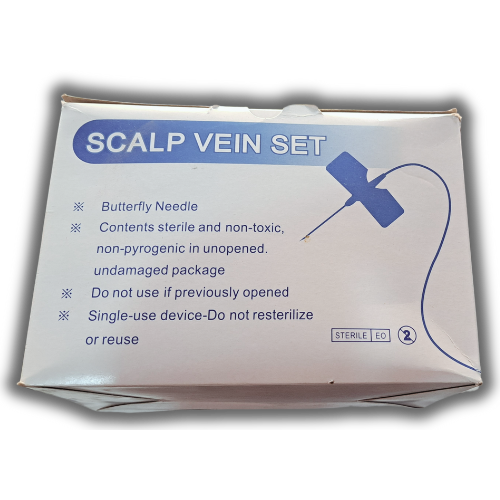 SCALP VEIN SET
※ Butterfly Needle
※ Contents sterile and non-toxic,
non-pyrogenic in unopened.
undamaged package
※ Do not use if previously opened
※ Single-use device-Do not resterilize
or reuse
STERILE EO 2